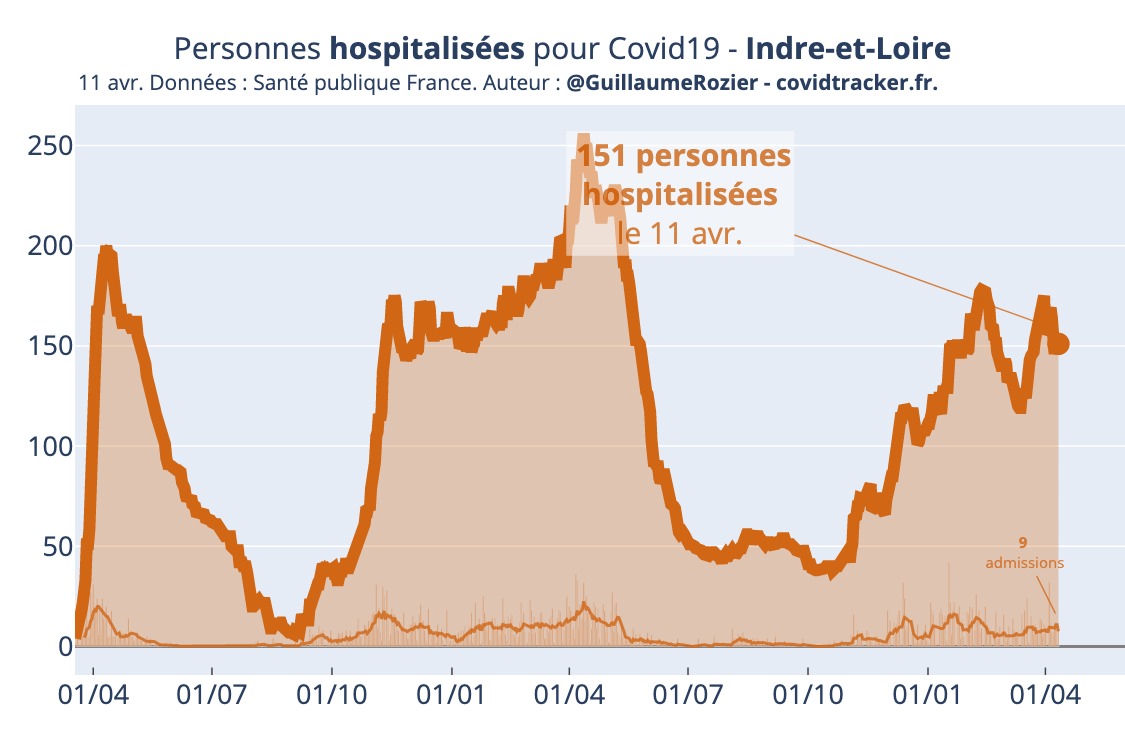 Personnes hospitalisées pour Covid19 - Indre-et-Loire
11 avr. Données : Santé publique France. Auteur : @GuillaumeRozier - covidtracker.fr.
250
151 personnes
hospitalisées
le 11 avr.
200
150
100
50
9
admissions
0
01/04 01/07 01/10 01/01 01/04 01/07 01/10 01/01 01/04